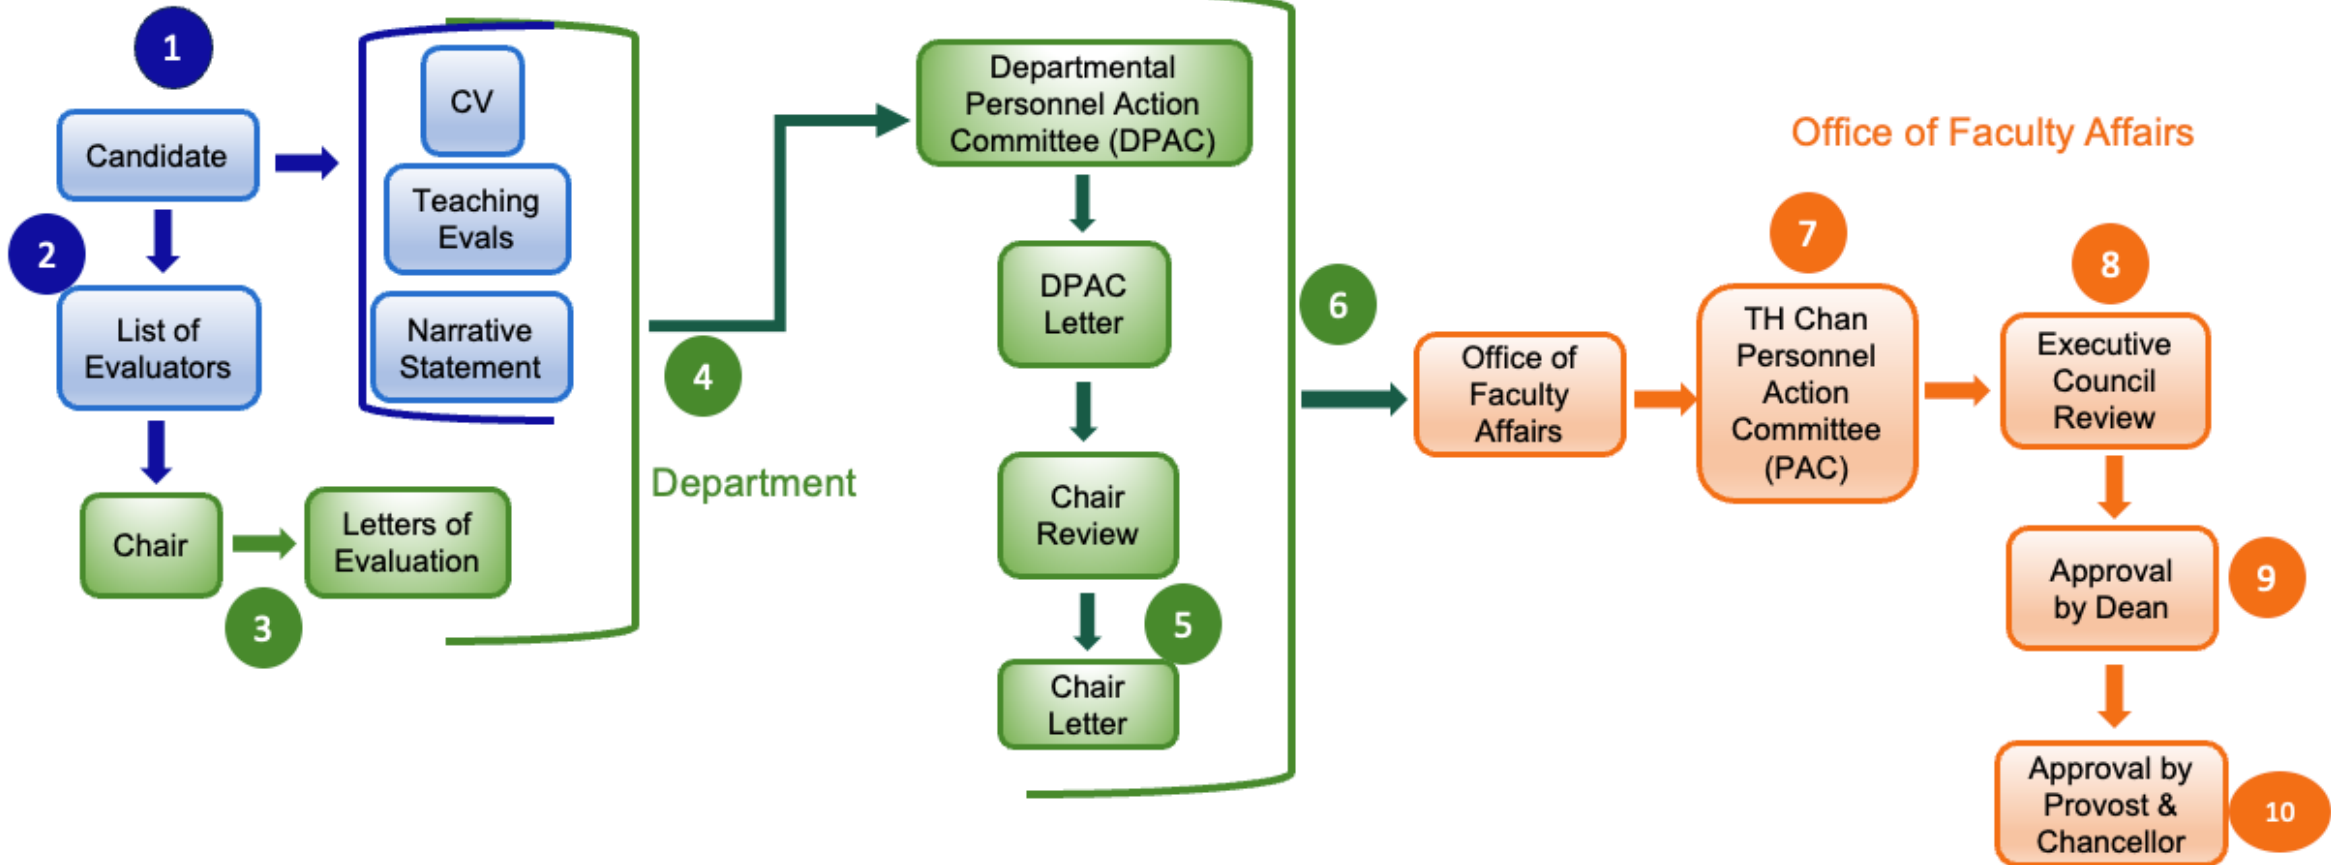 1
Candidate
2
List of
Evaluators
Chair
3
Letters of
Evaluation
CV
Teaching
Evals
Narrative
Statement
4
Department
Departmental
Personnel Action
Committee (DPAC)
DPAC
Letter
Chair
Review
5
Chair
Letter
6
Office of Faculty Affairs
Office of
Faculty
Affairs
7
TH Chan
Personnel
Action
Committee
(PAC)
8
Executive
Council
Review
Approval
by Dean
9
Approval by
Provost &
Chancellor
10